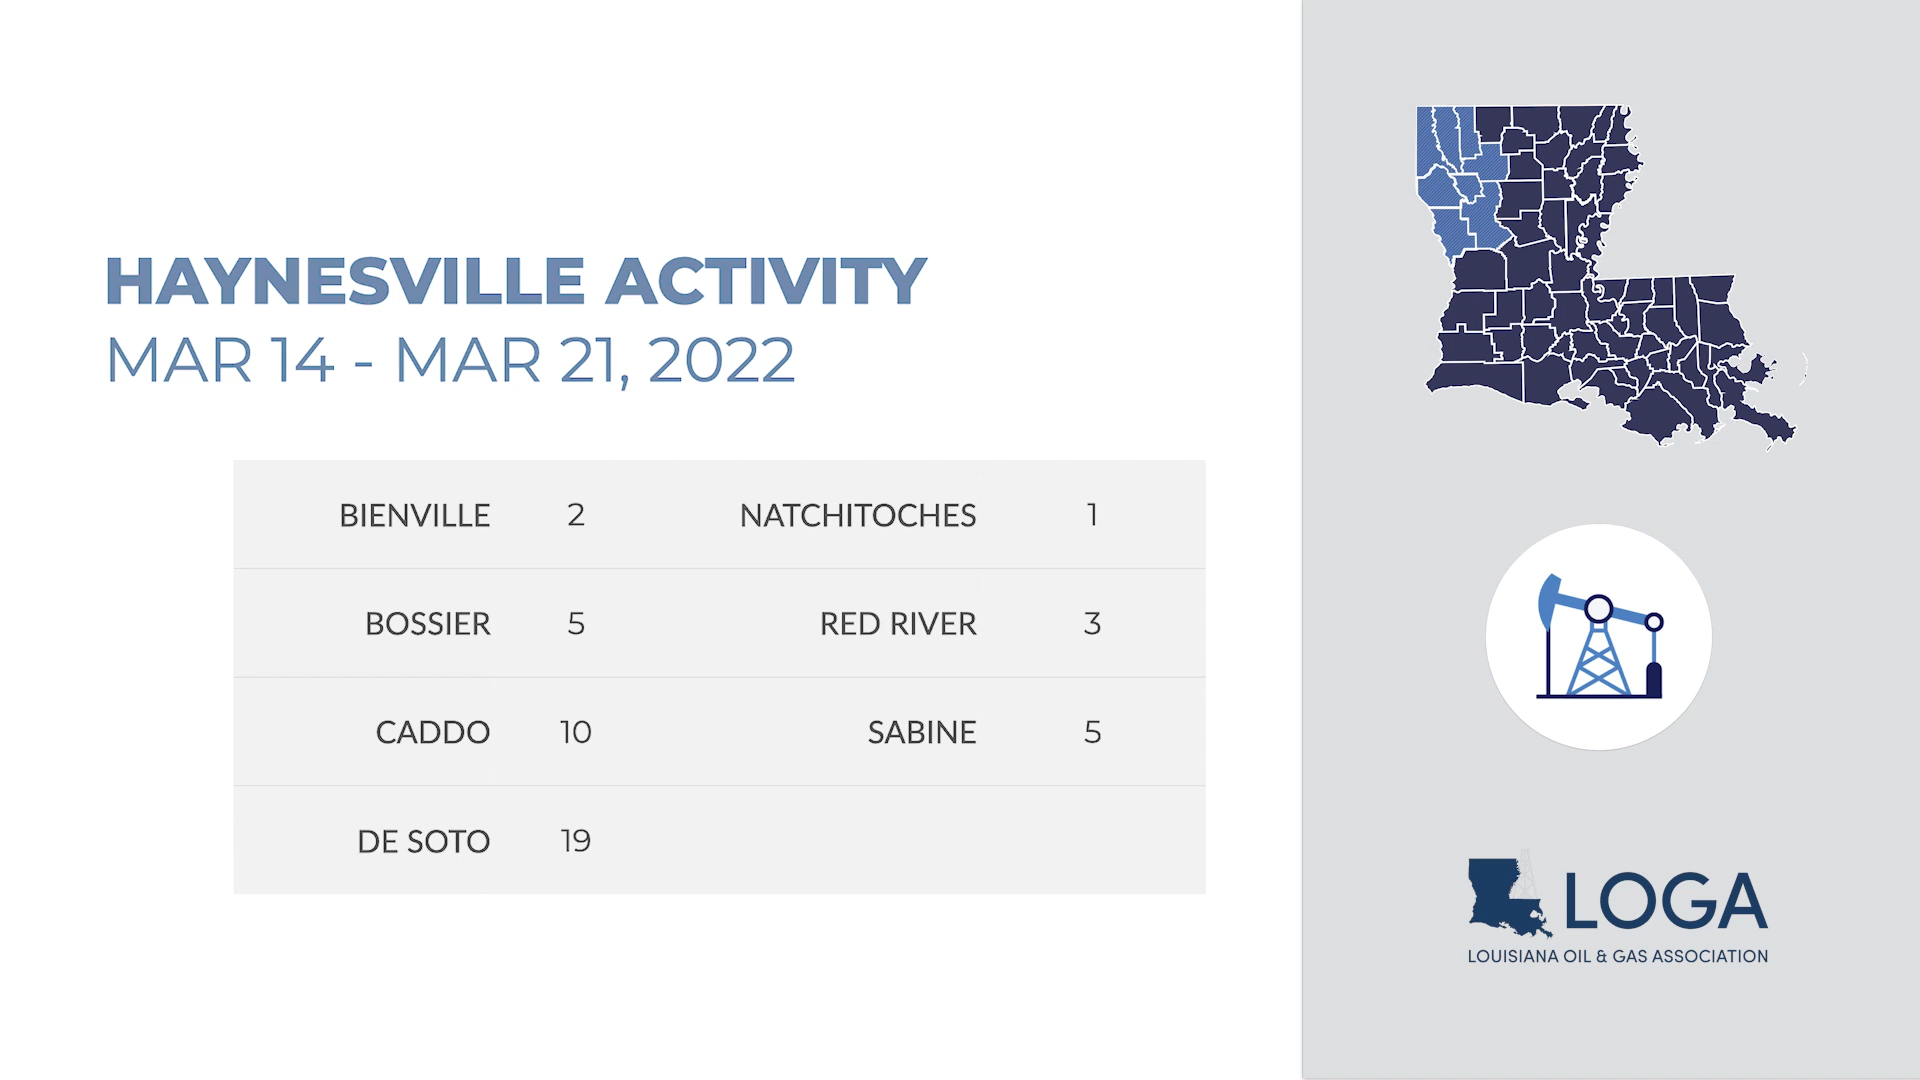 HAYNESVILLE ACTIVITY
MAR 14 - MAR 21, 2022
BIENVILLE 2 NATCHITOCHES 1
BOSSIER 5 RED RIVER 3
CADDO 10 SABINE 5
DE SOTO 19
LOGA
LOUISIANA OIL & GAS ASSOCIATION